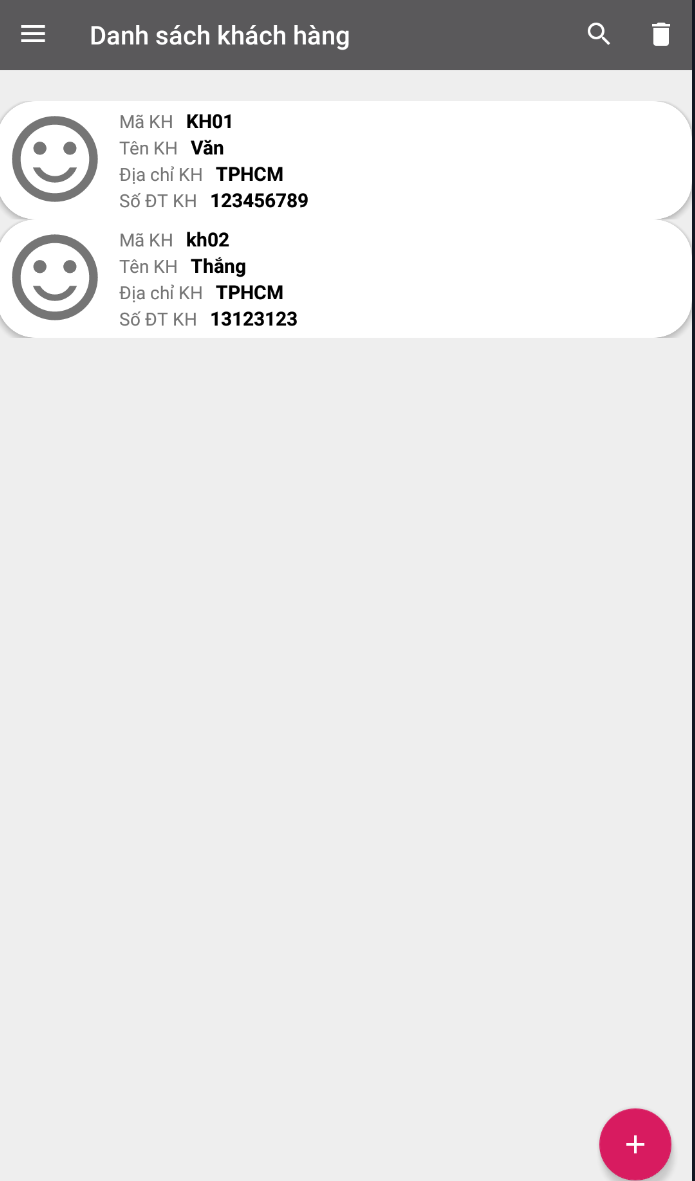 Danh sách khách hàng
Mã KH KH01
Tên KH Văn
Địa chỉ KH TPHCM
Số ĐT KH 123456789
Mã KH kh02
Tên KH Thắng
Địa chỉ KH TPHCM
Số ĐT KH 13123123